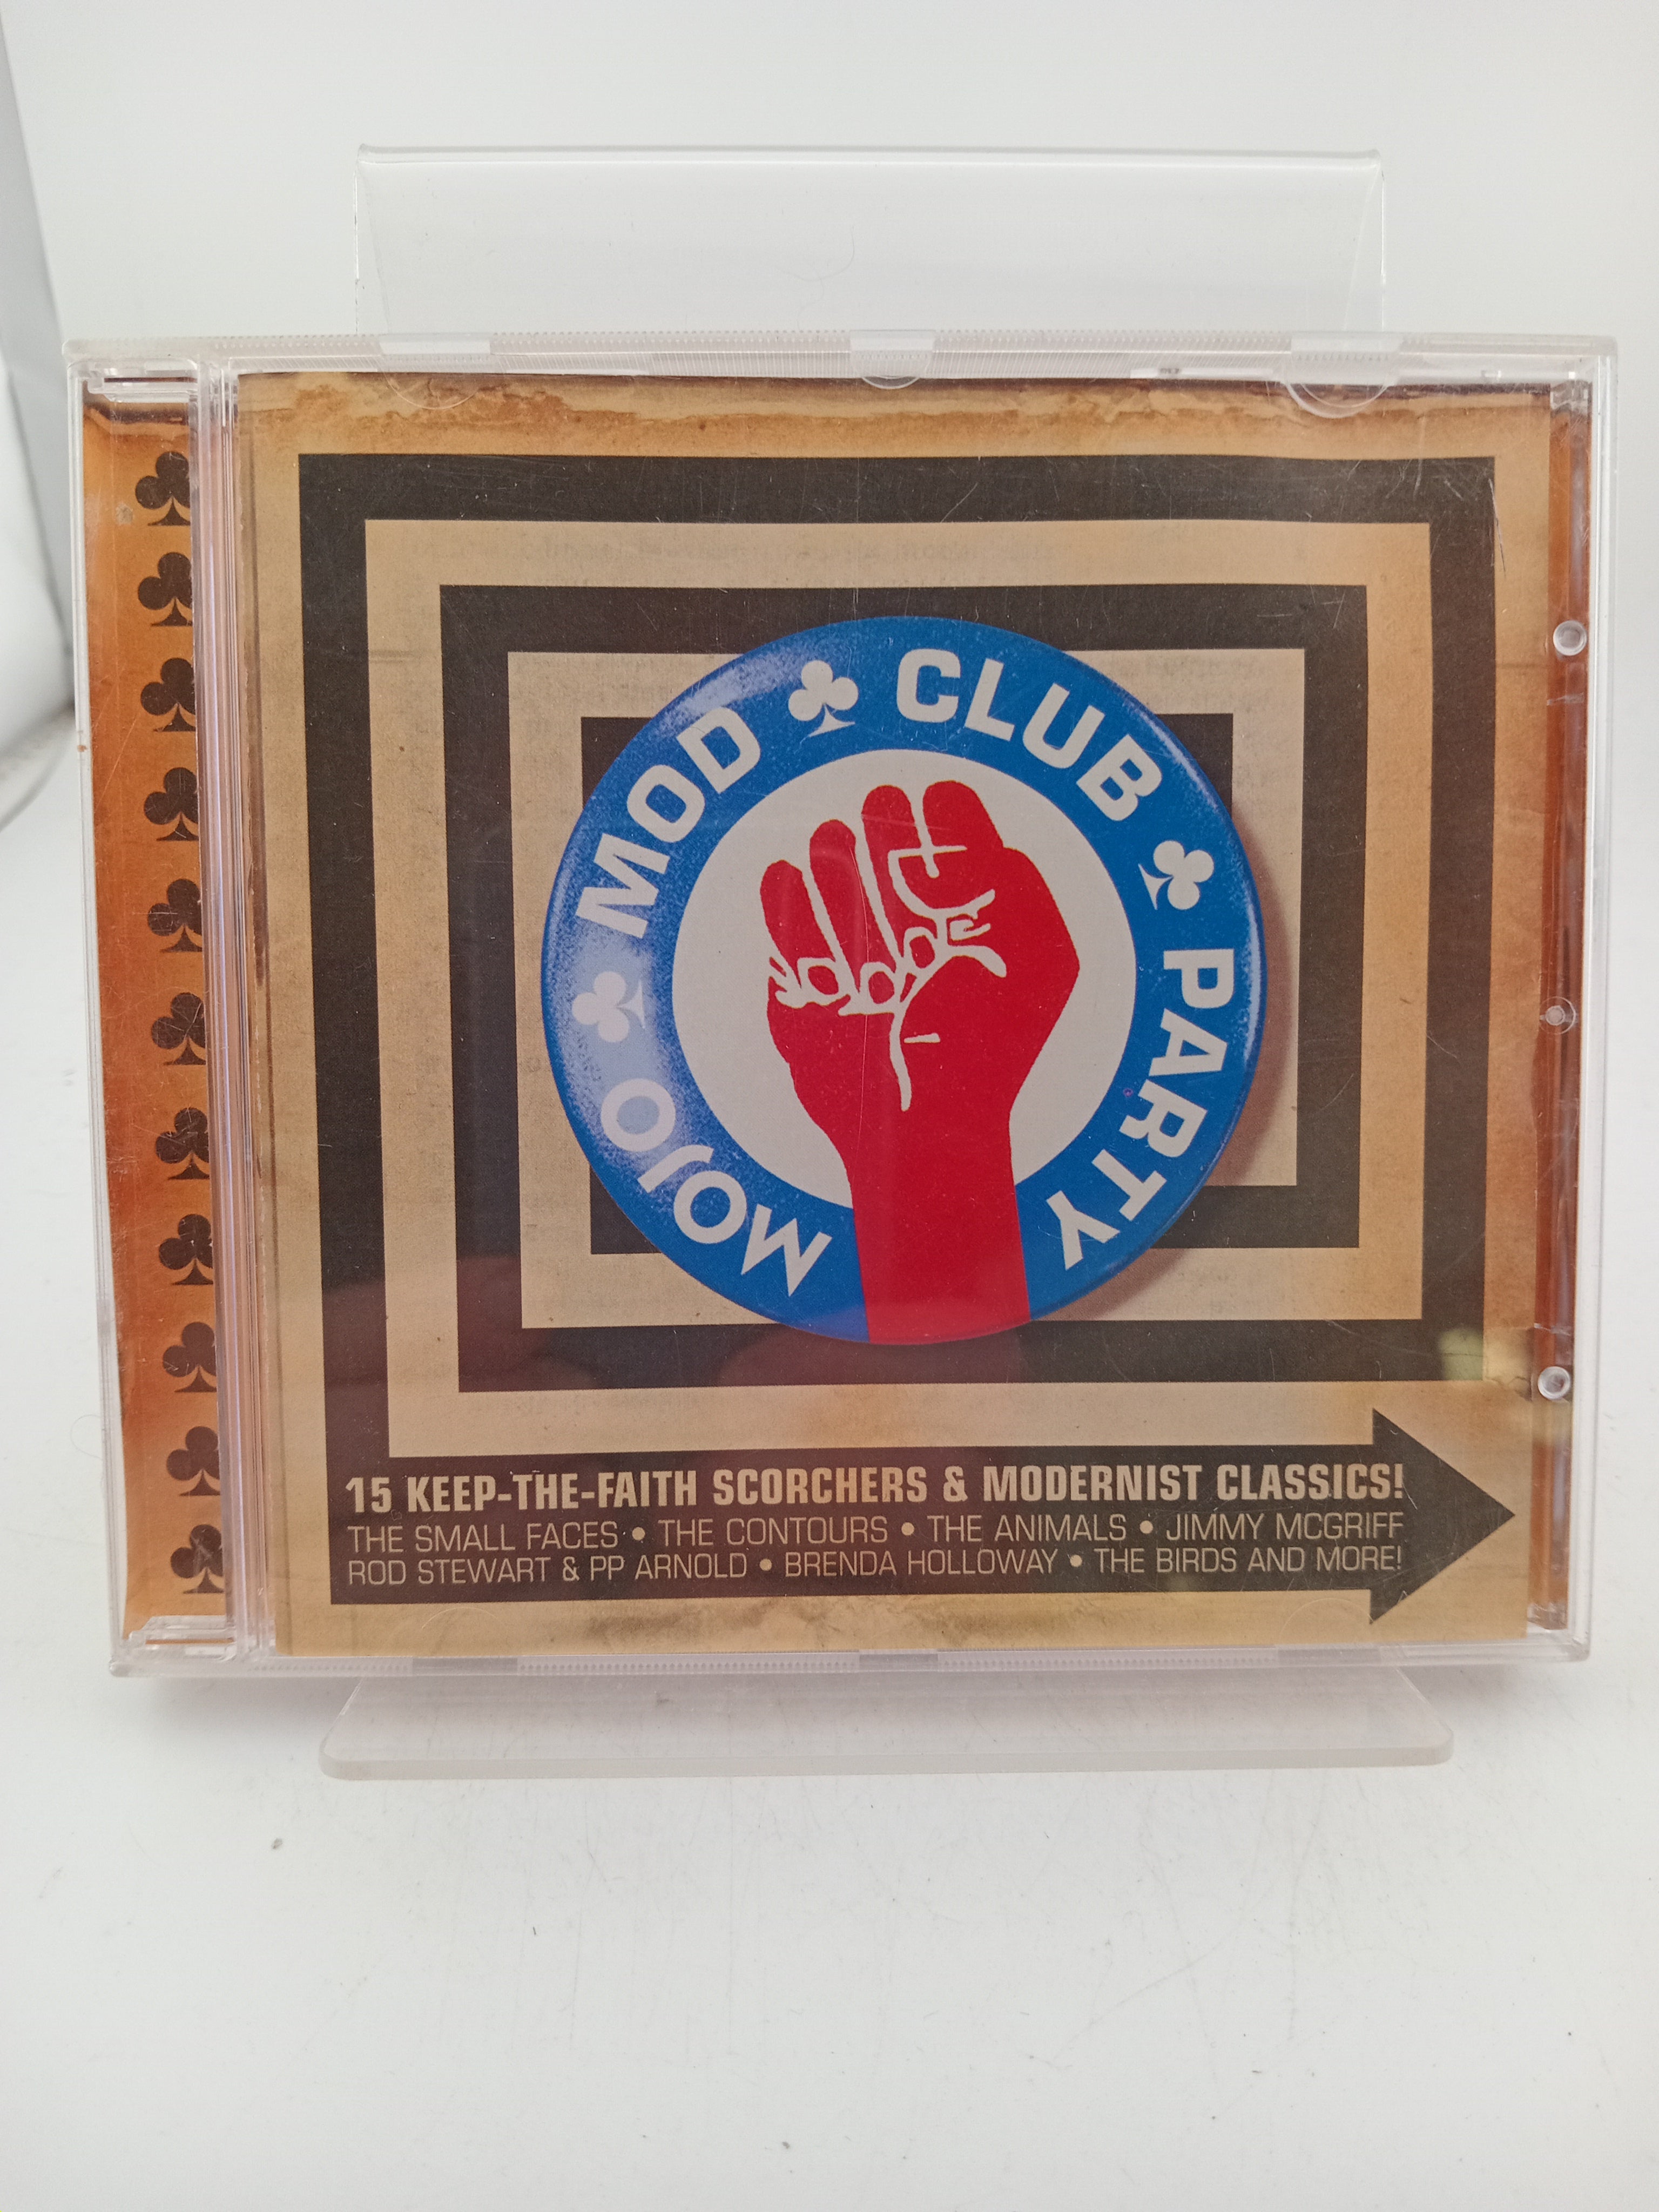 MOJO ♣ MOD ♣ CLUB ♣ PARTY
15 KEEP-THE-FAITH SCORCHERS & MODERNIST CLASSICS!
THE SMALL FACES • THE CONTOURS • THE ANIMALS • JIMMY MCGRIFF
ROD STEWART & PP ARNOLD • BRENDA HOLLOWAY • THE BIRDS AND MORE!